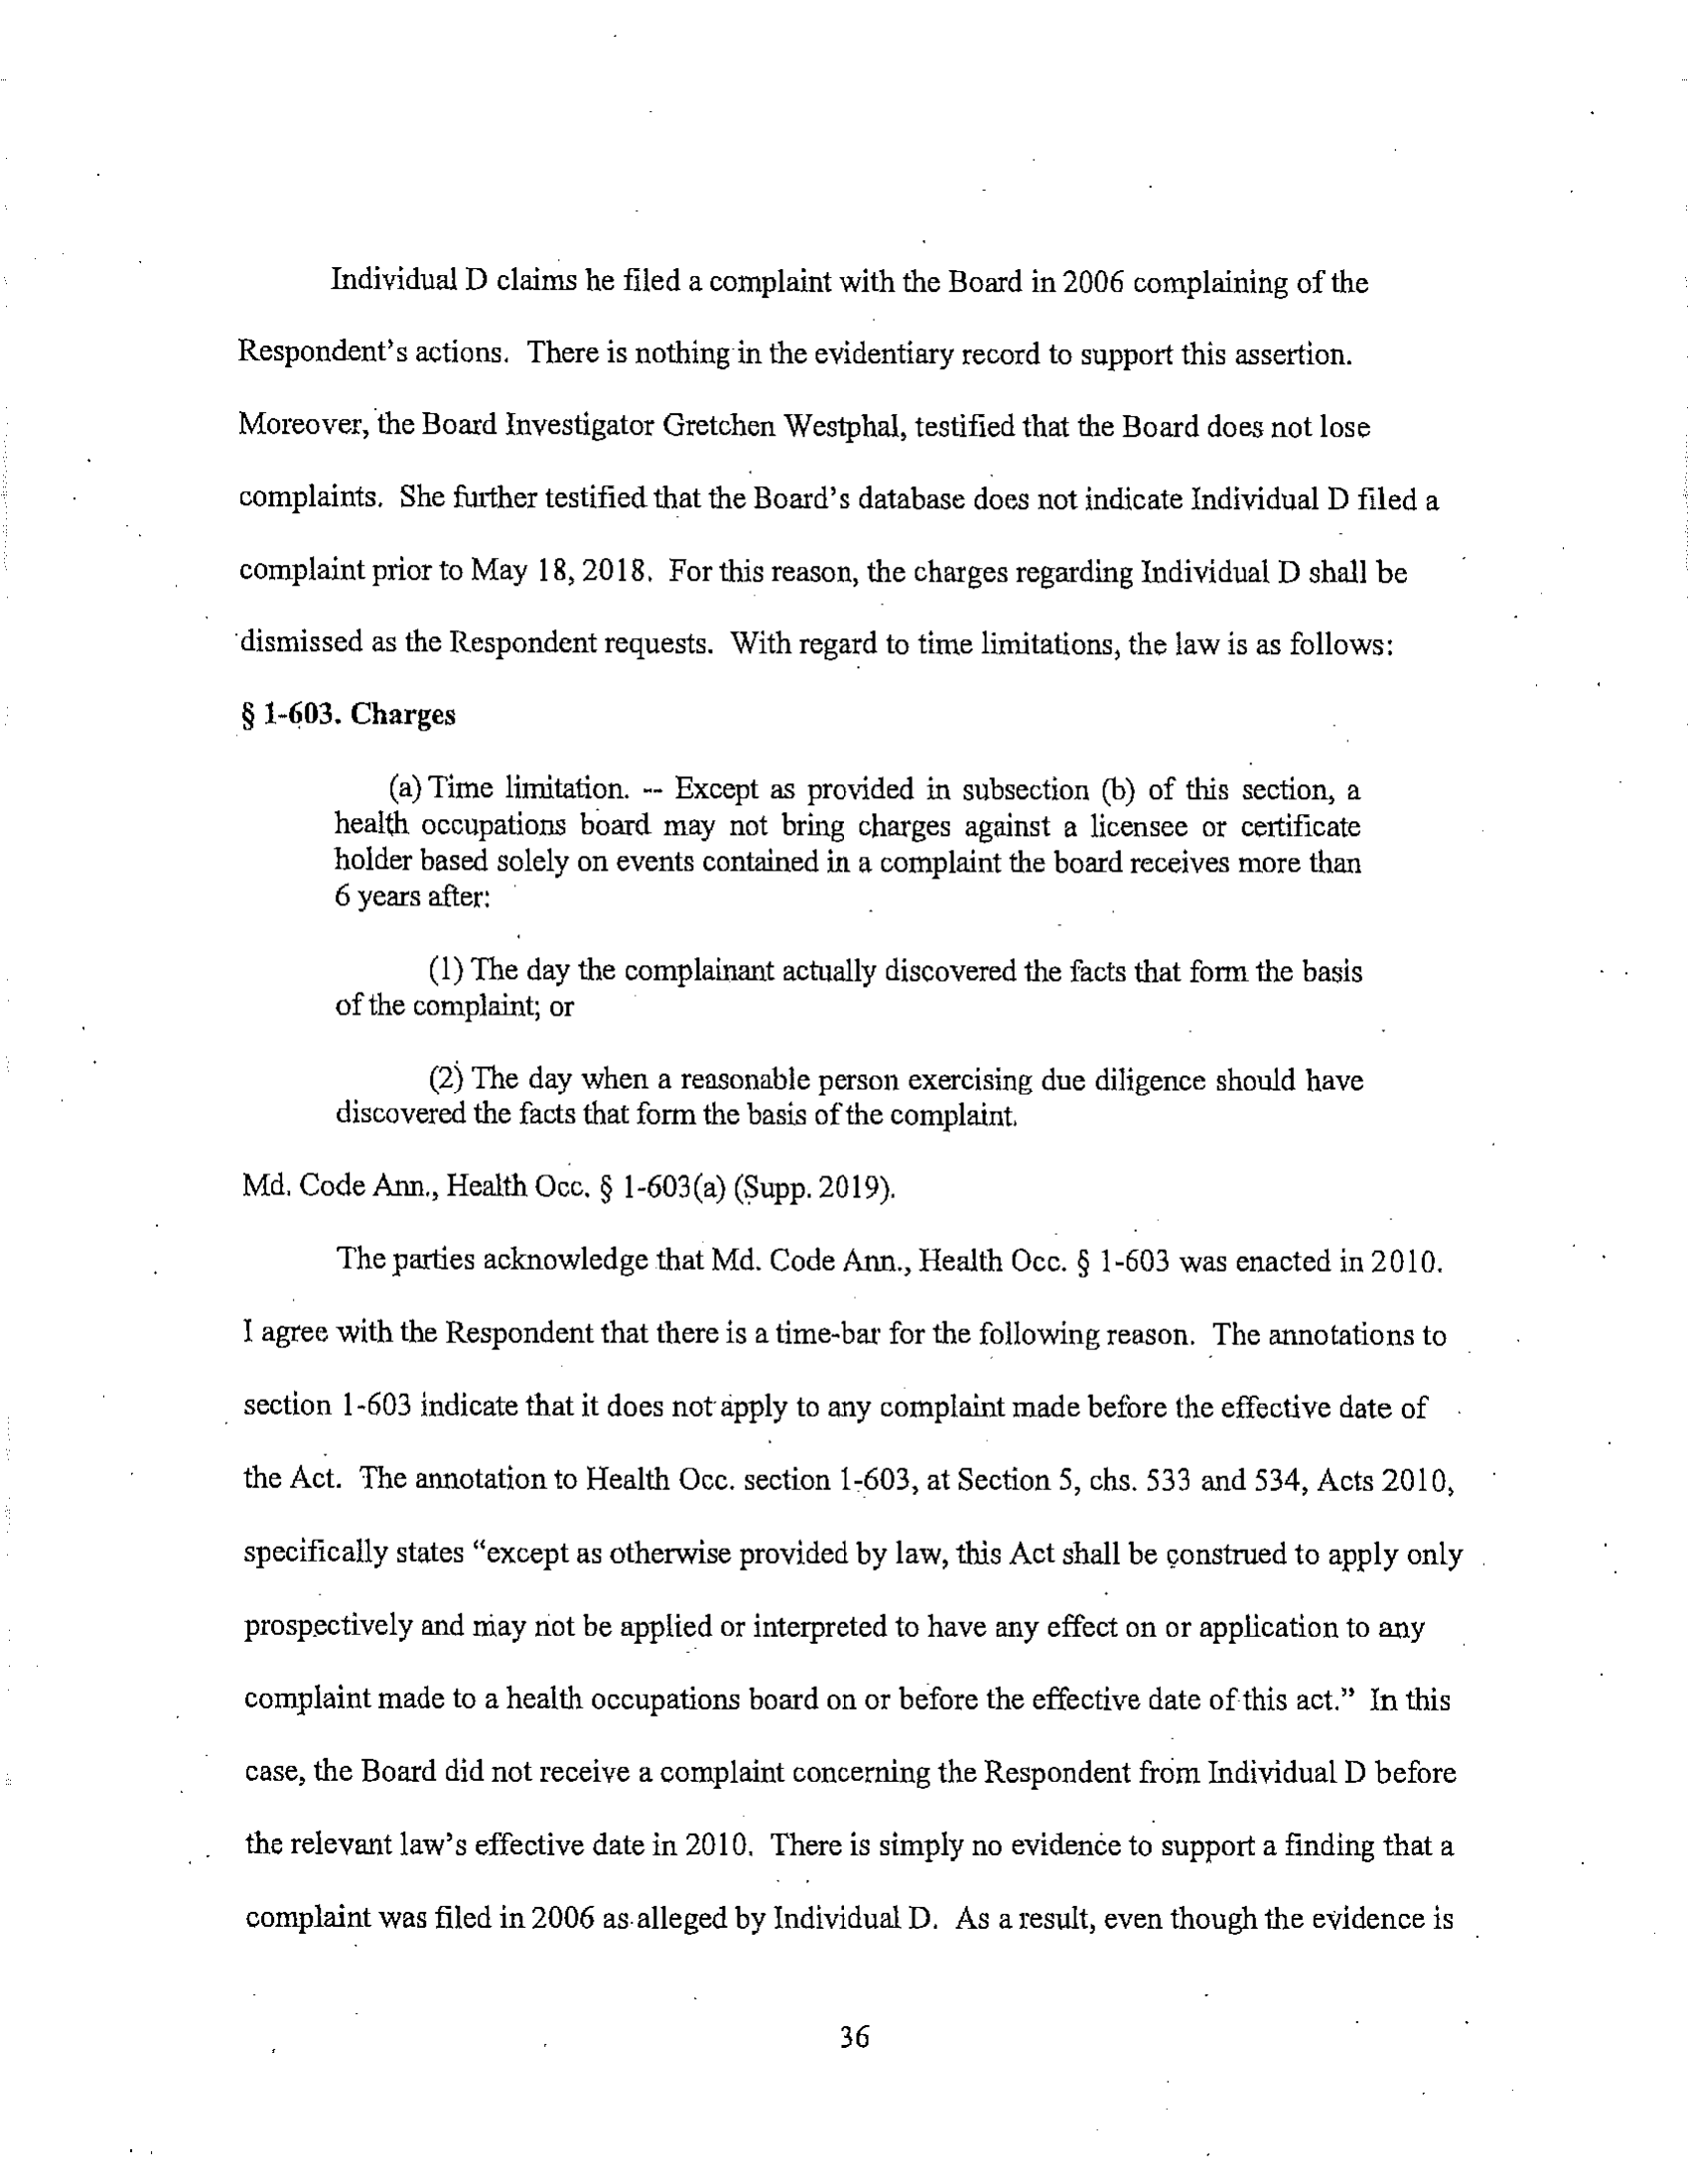 Individual D claims he filed a complaint with the Board in 2006 complaining of the
Respondent's actions. There is nothing in the evidentiary record to support this assertion.
Moreover, the Board Investigator Gretchen Westphal, testified that the Board does not lose
complaints. She further testified that the Board's database does not indicate Individual D filed a
complaint prior to May 18, 2018. For this reason, the charges regarding Individual D shall be
dismissed as the Respondent requests. With regard to time limitations, the law is as follows:
§ 1-603. Charges
(a) Time limitation. -- Except as provided in subsection (b) of this section, a
health occupations board may not bring charges against a licensee or certificate
holder based solely on events contained in a complaint the board receives more than
6 years after:
(1) The day the complainant actually discovered the facts that form the basis
of the complaint; or
(2) The day when a reasonable person exercising due diligence should have
discovered the facts that form the basis of the complaint.
Md. Code Ann., Health Occ. § 1-603(a) (Supp. 2019).
The parties acknowledge that Md. Code Ann., Health Occ. § 1-603 was enacted in 2010.
I agree with the Respondent that there is a time-bar for the following reason. The annotations to
section 1-603 indicate that it does not apply to any complaint made before the effective date of
the Act. The annotation to Health Occ. section 1-603, at Section 5, chs. 533 and 534, Acts 2010,
specifically states “except as otherwise provided by law, this Act shall be construed to apply only
prospectively and may not be applied or interpreted to have any effect on or application to any
complaint made to a health occupations board on or before the effective date of this act.” In this
case, the Board did not receive a complaint concerning the Respondent from Individual D before
the relevant law's effective date in 2010. There is simply no evidence to support a finding that a
complaint was filed in 2006 as alleged by Individual D. As a result, even though the evidence is
36